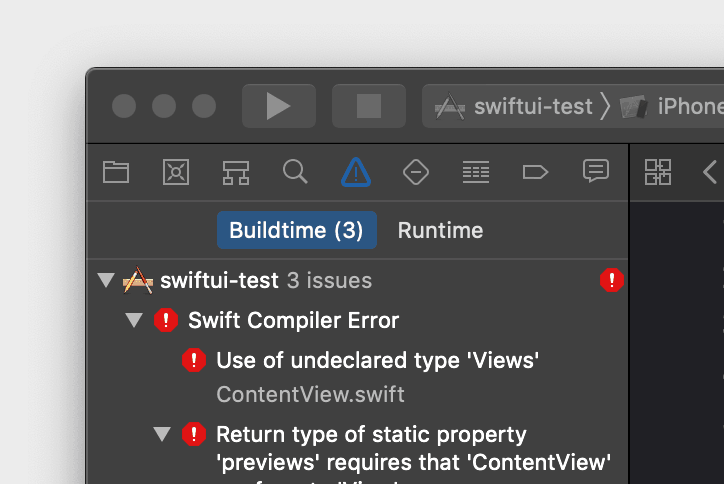 swiftui-test
iPhone
Buildtime (3) Runtime
swiftui-test 3 issues
Swift Compiler Error
Use of undeclared type 'Views'
ContentView.swift
Return type of static property
'previews' requires that 'ContentView'